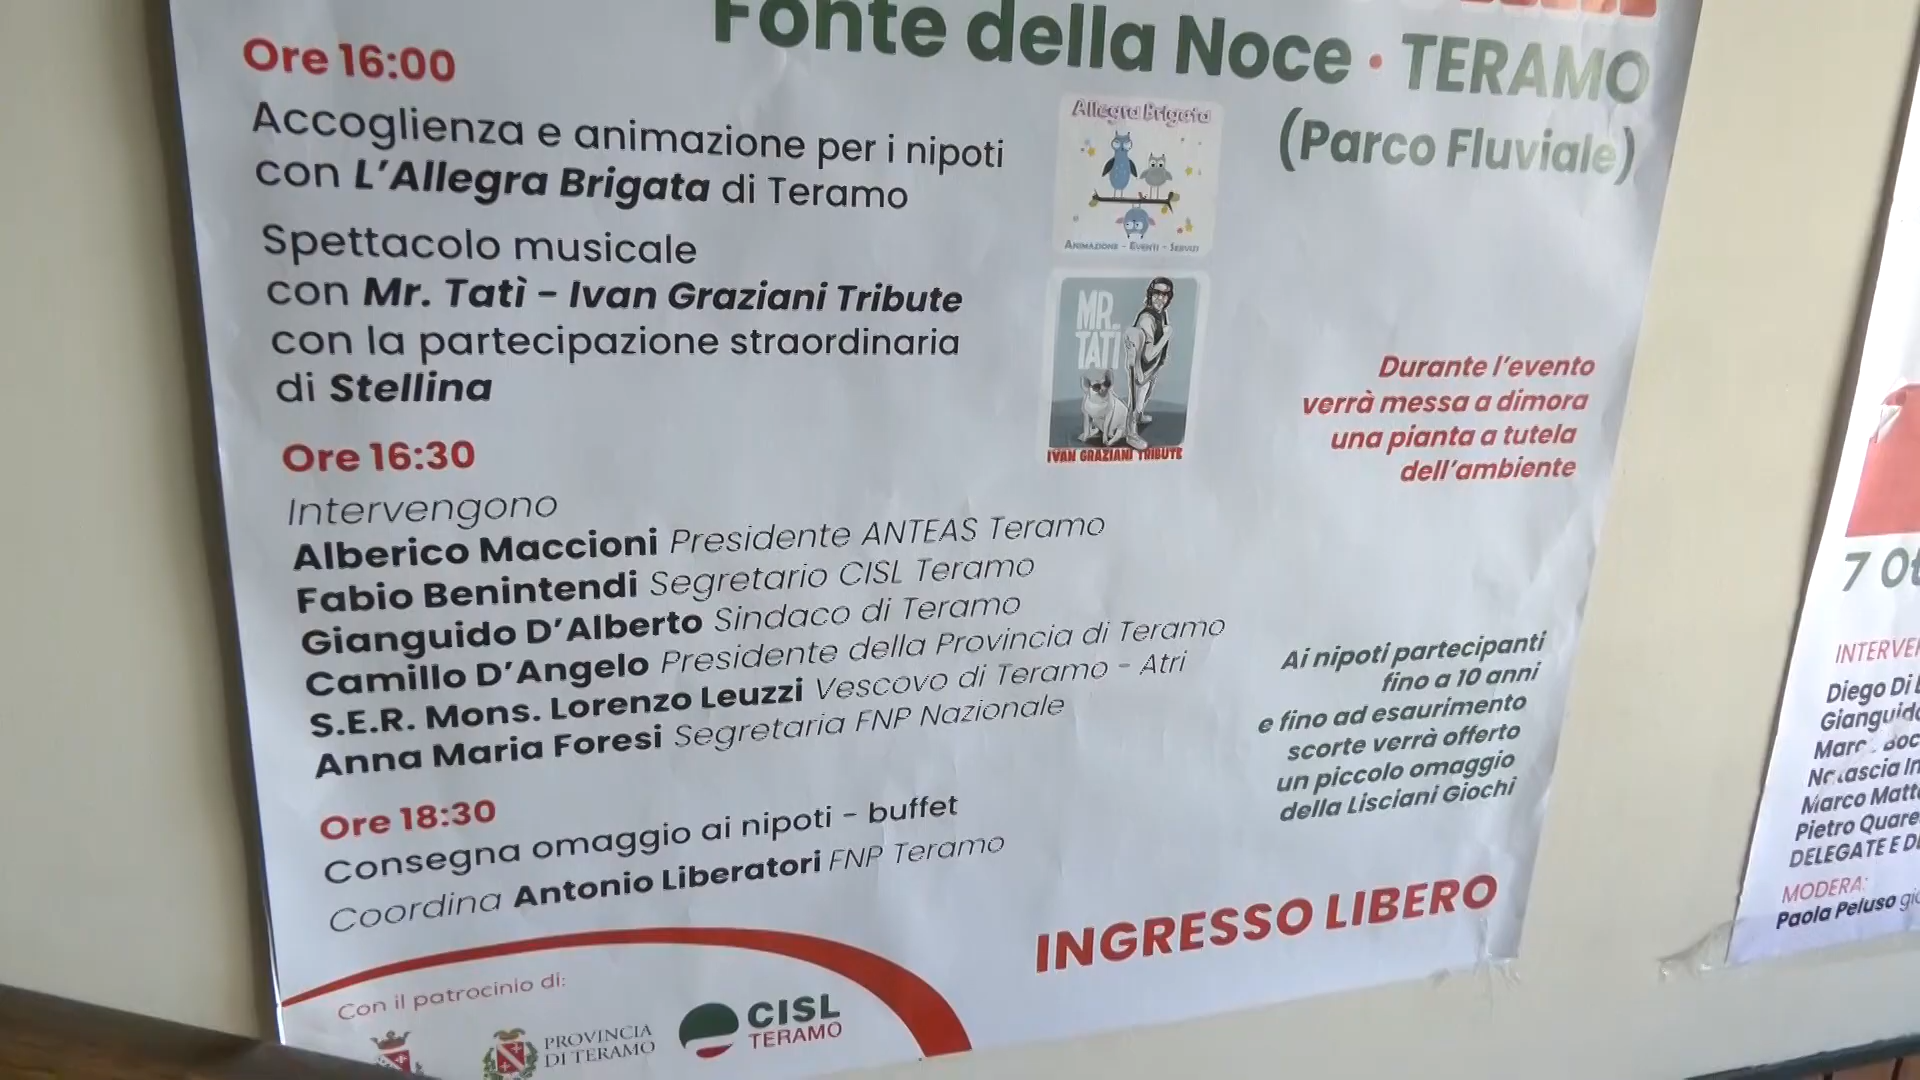 Fonte della Noce · TERAMO
(Parco Fluviale)
Ore 16:00
Accoglienza e animazione per i nipoti
con L'Allegra Brigata di Teramo
Spettacolo musicale
con Mr. Tatì - Ivan Graziani Tribute
con la partecipazione straordinaria
di Stellina
Allegra Brigata
ANIMAZIONE - EVENTI - SERVIZI
MR.
TATI
IVAN GRAZIANI TRIBUTE
Durante l'evento
verrà messa a dimora
una pianta a tutela
dell'ambiente
Ore 16:30
Intervengono
Alberico Maccioni Presidente ANTEAS Teramo
Fabio Benintendi Segretario CISL Teramo
Gianguido D'Alberto Sindaco di Teramo
Camillo D'Angelo Presidente della Provincia di Teramo
S.E.R. Mons. Lorenzo Leuzzi Vescovo di Teramo - Atri
Anna Maria Foresi Segretaria FNP Nazionale
Ai nipoti partecipanti
fino a 10 anni
e fino ad esaurimento
scorte verrà offerto
un piccolo omaggio
della Lisciani Giochi
Ore 18:30
Consegna omaggio ai nipoti - buffet
Coordina Antonio Liberatori FNP Teramo
INGRESSO LIBERO
Con il patrocinio di:
PROVINCIA
DI TERAMO
CISL
TERAMO
7
Diego Di
Marco Matt
Pietro Quare
DELEGATE E
MODERA:
Paola Peluso